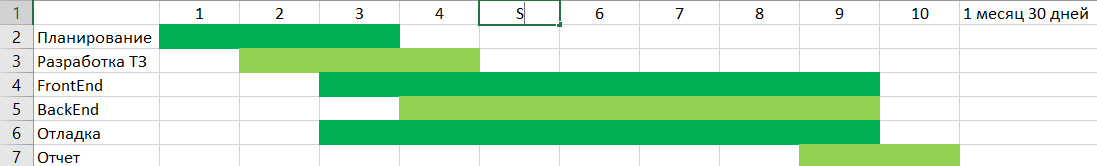 1 1 2 3 4 S 6 7 8 9 10 1 месяц 30 дней
2 Планирование
3 Разработка ТЗ
4 FrontEnd
5 BackEnd
6 Отладка
7 Отчет